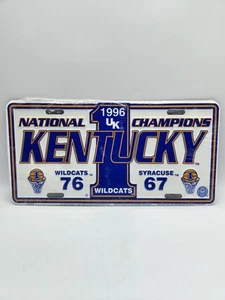 1996
NATIONAL CHAMPIONS
UK
KENTUCKY
WILDCATS SYRACUSE
76 67
WILDCATS